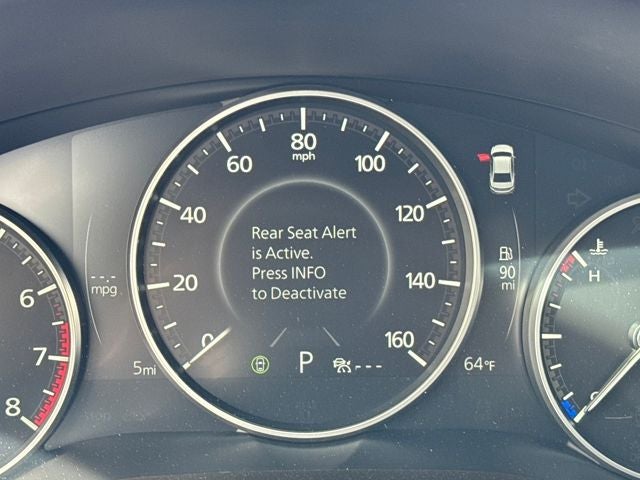 80
mph
60
100
40
120
20
140
0
160
Rear Seat Alert
is Active.
Press INFO
to Deactivate
---
mpg
90
mi
5mi
P
---
64°F
6
7
8
H
C